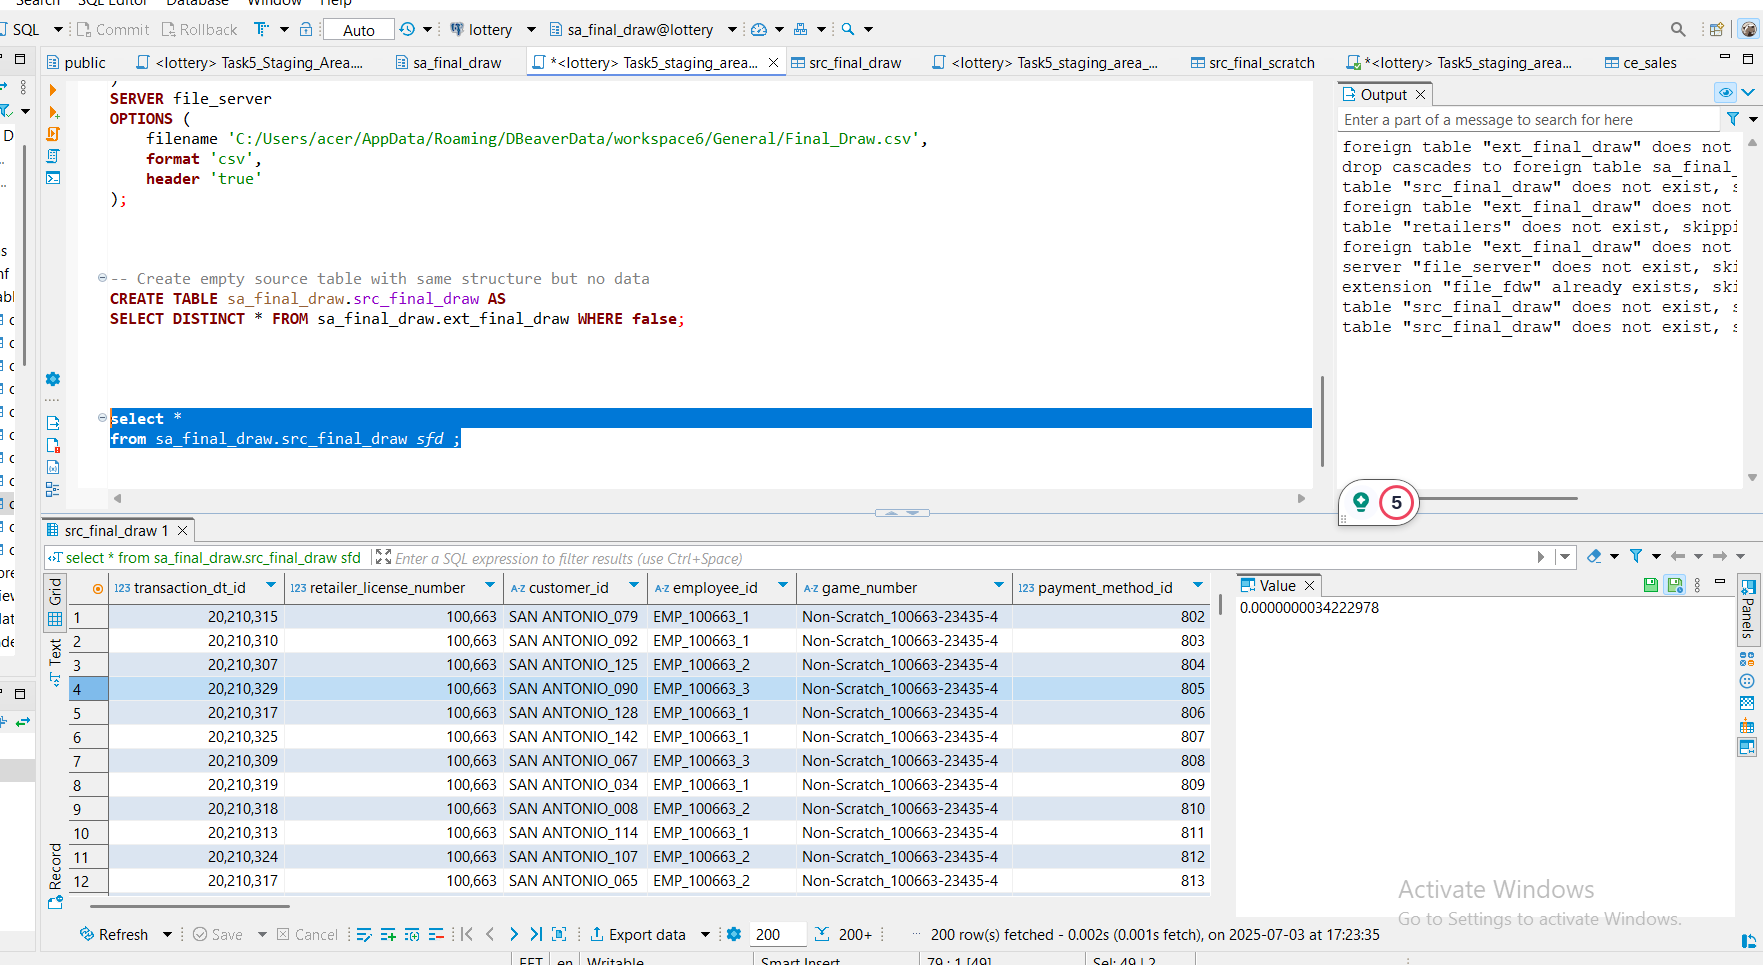 Search SQL Editor Database Window Help
SQL Commit Rollback Auto lottery sa_final_draw@lottery
public <lottery> Task5_Staging_Area.... sa_final_draw *<lottery> Task5_staging_area... src_final_draw <lottery> Task5_staging_area_... src_final_scratch *<lottery> Task5_staging_area... ce_sales
)
SERVER file_server
OPTIONS (
filename 'C:/Users/acer/AppData/Roaming/DBeaverData/workspace6/General/Final_Draw.csv',
format 'csv',
header 'true'
);
-- Create empty source table with same structure but no data
CREATE TABLE sa_final_draw.src_final_draw AS
SELECT DISTINCT * FROM sa_final_draw.ext_final_draw WHERE false;
select *
from sa_final_draw.src_final_draw sfd ;
Output
Enter a part of a message to search for here
foreign table "ext_final_draw" does not
drop cascades to foreign table sa_final_
table "src_final_draw" does not exist, s
foreign table "ext_final_draw" does not
table "retailers" does not exist, skippi
foreign table "ext_final_draw" does not
server "file_server" does not exist, ski
extension "file_fdw" already exists, ski
table "src_final_draw" does not exist, s
table "src_final_draw" does not exist, s
5
src_final_draw 1
select * from sa_final_draw.src_final_draw sfd Enter a SQL expression to filter results (use Ctrl+Space)
Grid
Text
Record
123 transaction_dt_id 123 retailer_license_number A-Z customer_id A-Z employee_id A-Z game_number 123 payment_method_id
1 20,210,315 100,663 SAN ANTONIO_079 EMP_100663_1 Non-Scratch_100663-23435-4 802
2 20,210,310 100,663 SAN ANTONIO_092 EMP_100663_1 Non-Scratch_100663-23435-4 803
3 20,210,307 100,663 SAN ANTONIO_125 EMP_100663_2 Non-Scratch_100663-23435-4 804
4 20,210,329 100,663 SAN ANTONIO_090 EMP_100663_3 Non-Scratch_100663-23435-4 805
5 20,210,317 100,663 SAN ANTONIO_128 EMP_100663_1 Non-Scratch_100663-23435-4 806
6 20,210,325 100,663 SAN ANTONIO_142 EMP_100663_1 Non-Scratch_100663-23435-4 807
7 20,210,309 100,663 SAN ANTONIO_067 EMP_100663_3 Non-Scratch_100663-23435-4 808
8 20,210,319 100,663 SAN ANTONIO_034 EMP_100663_1 Non-Scratch_100663-23435-4 809
9 20,210,318 100,663 SAN ANTONIO_008 EMP_100663_2 Non-Scratch_100663-23435-4 810
10 20,210,313 100,663 SAN ANTONIO_114 EMP_100663_1 Non-Scratch_100663-23435-4 811
11 20,210,324 100,663 SAN ANTONIO_107 EMP_100663_2 Non-Scratch_100663-23435-4 812
12 20,210,317 100,663 SAN ANTONIO_065 EMP_100663_2 Non-Scratch_100663-23435-4 813
Value
0.0000000034222978
Panels
Activate Windows
Go to Settings to activate Windows.
Refresh Save Cancel Export data 200 200+ 200 row(s) fetched - 0.002s (0.001s fetch), on 2025-07-03 at 17:23:35
EET en Writable Smart Insert 79 : 1 [49] Sel: 49 | 2